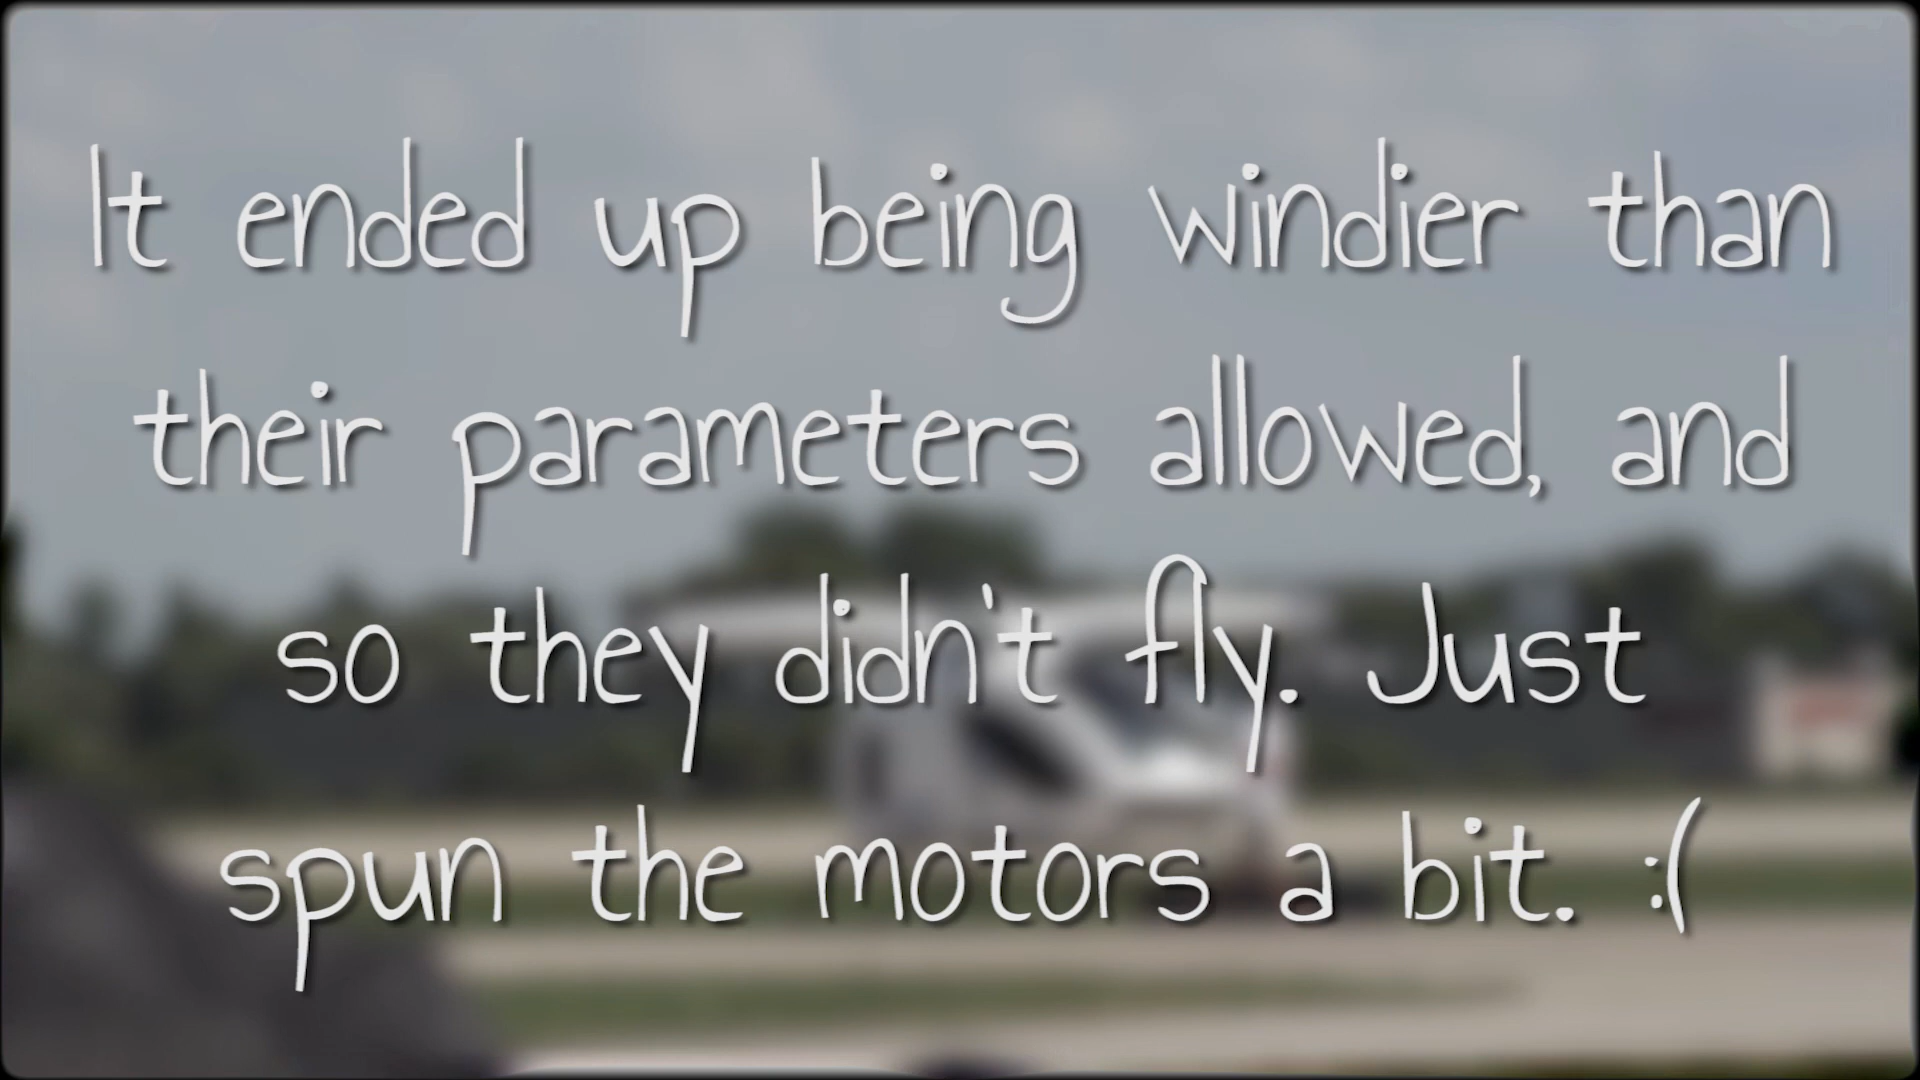 It ended up being windier than
their parameters allowed, and
so they didn't fly. Just
spun the motors a bit. :(